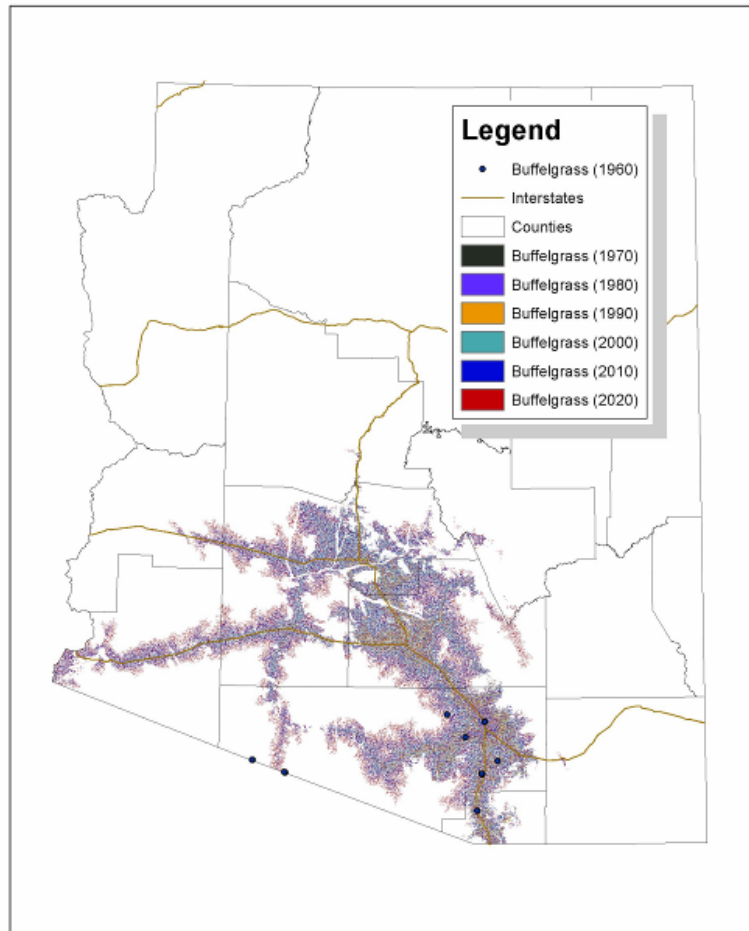 Legend
Buffelgrass (1960)
Interstates
Counties
Buffelgrass (1970)
Buffelgrass (1980)
Buffelgrass (1990)
Buffelgrass (2000)
Buffelgrass (2010)
Buffelgrass (2020)